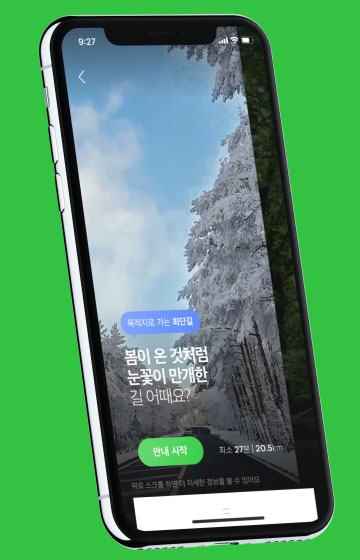 9:27
목적지로 가는 최단길
봄이 온 것처럼
눈꽃이 만개한
길 어때요?
안내 시작
최소 27분 | 20.5km
위로 스크롤 하면 더 자세한 정보를 볼 수 있어요